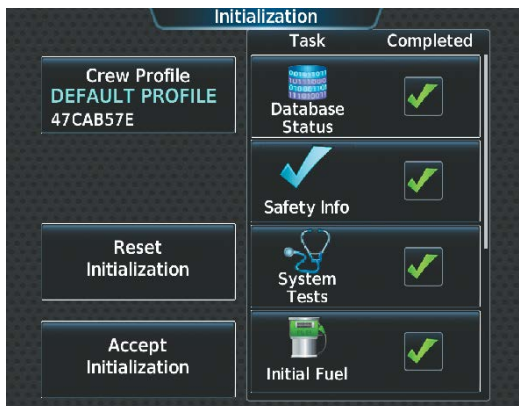 Initialization
Task Completed
Crew Profile
DEFAULT PROFILE
47CAB57E
Database
Status
Safety Info
Reset
Initialization
System
Tests
Accept
Initialization
Initial Fuel